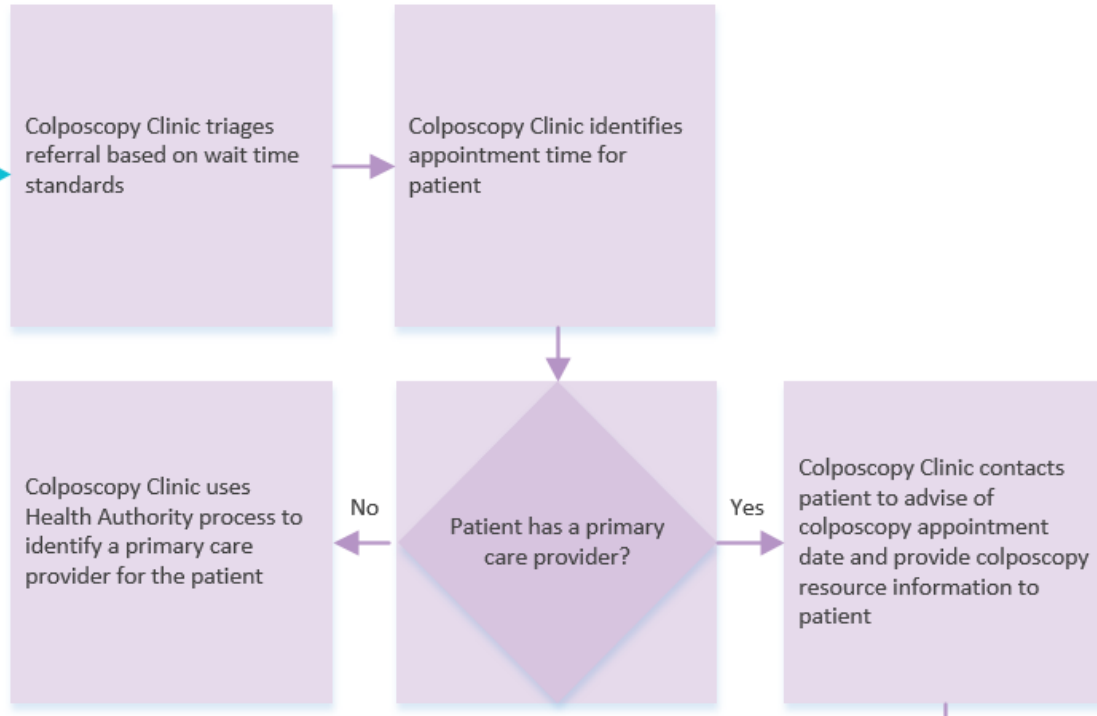 Colposcopy Clinic triages
referral based on wait time
standards
Colposcopy Clinic identifies
appointment time for
patient
Colposcopy Clinic uses
Health Authority process to
identify a primary care
provider for the patient
No
Patient has a primary
care provider?
Yes
Colposcopy Clinic contacts
patient to advise of
colposcopy appointment
date and provide colposcopy
resource information to
patient